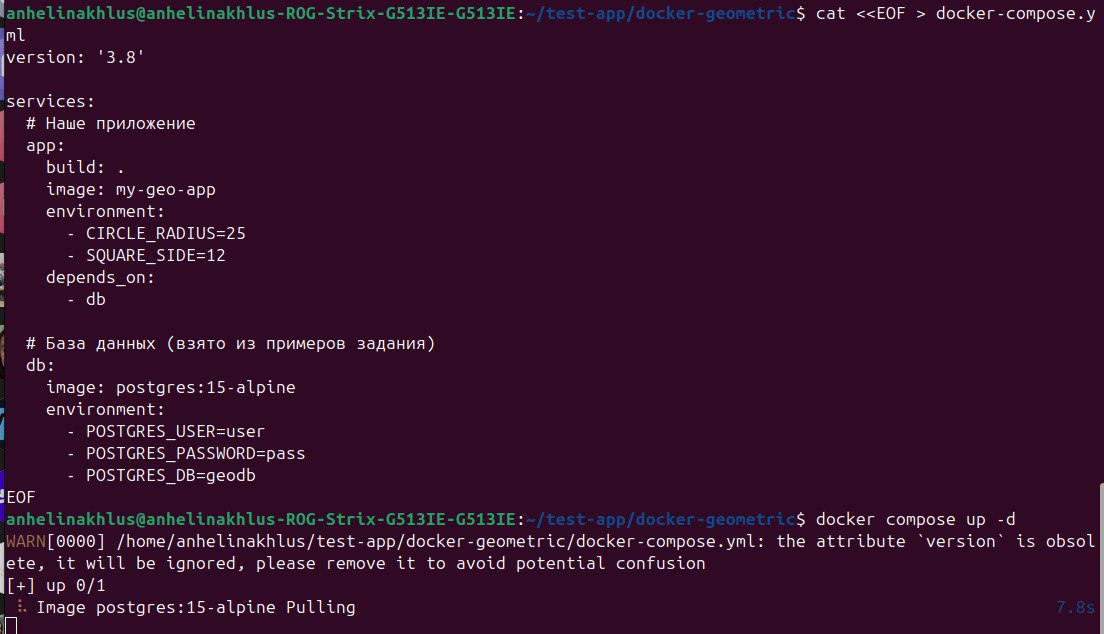 anhelinakhlus@anhelinakhlus-ROG-Strix-G513IE-G513IE:~/test-app/docker-geometric$ cat <<EOF > docker-compose.y
ml
version: '3.8'
services:
# Наше приложение
app:
build: .
image: my-geo-app
environment:
- CIRCLE_RADIUS=25
- SQUARE_SIDE=12
depends_on:
- db
# База данных (взято из примеров задания)
db:
image: postgres:15-alpine
environment:
- POSTGRES_USER=user
- POSTGRES_PASSWORD=pass
- POSTGRES_DB=geodb
EOF
anhelinakhlus@anhelinakhlus-ROG-Strix-G513IE-G513IE:~/test-app/docker-geometric$ docker compose up -d
WARN[0000] /home/anhelinakhlus/test-app/docker-geometric/docker-compose.yml: the attribute `version` is obsol
ete, it will be ignored, please remove it to avoid potential confusion
[+] up 0/1
⠧ Image postgres:15-alpine Pulling 7.8s